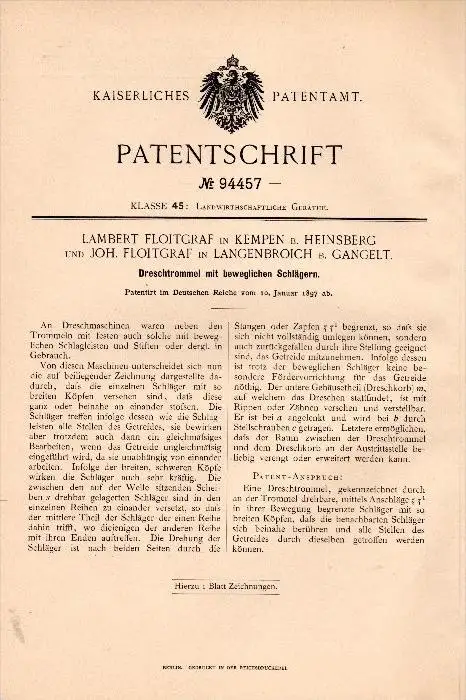 KAISERLICHES PATENTAMT.
PATENTSCHRIFT
№ 94457 —
KLASSE 45: LANDWIRTHSCHAFTLICHE GERÄTHE.
LAMBERT FLOITGRAF IN KEMPEN B. HEINSBERG
UND JOH. FLOITGRAF IN LANGENBROICH B. GANGELT.
Dreschtrommel mit beweglichen Schlägern.
Patentirt im Deutschen Reiche vom 10. Januar 1897 ab.
An Dreschmaschinen waren neben den
Trommeln mit festen auch solche mit beweg-
lichen Schlagleisten und Stiften oder dergl. in
Gebrauch.
Von diesen Maschinen unterscheidet sich nun
die auf beiliegender Zeichnung dargestellte da-
durch, daſs die einzelnen Schläger mit so
breiten Köpfen versehen sind, daſs diese
ganz oder beinahe an einander stoſsen. Die
Schläger treffen infolge dessen wie die Schlag-
leisten alle Stellen des Getreides, sie bewirken
aber trotzdem auch dann ein gleichmäſsiges
Bearbeiten, wenn das Getreide ungleichmäſsig
eingeführt wird, da sie unabhängig von einander
arbeiten. Infolge der breiten, schweren Köpfe
wirken die Schläger auch sehr kräftig. Die
zwischen den auf der Welle sitzenden Schei-
ben s drehbar gelagerten Schläger sind in den
einzelnen Reihen zu einander versetzt, so daſs
der mittlere Theil der Schläger der einen Reihe
dahin trifft, wo diejenigen der anderen Reihe
mit ihren Enden auftreffen. Die Drehung der
Schläger ist nach beiden Seiten durch die
Stangen oder Zapfen ς ς¹ begrenzt, so daſs sie
sich nicht vollständig umlegen können, sondern
auch zurückgefallen durch ihre Stellung geeignet
sind, das Getreide mitzunehmen. Infolge dessen
ist trotz der beweglichen Schläger keine be-
sondere Fördervorrichtung für das Getreide
nöthig. Der untere Gehäusetheil (Dreschkorb) m,
auf welchem das Dreschen stattfindet, ist mit
Rippen oder Zähnen versehen und verstellbar.
Er ist bei a angelenkt und wird bei b durch
Stellschrauben c getragen. Letztere ermöglichen,
daſs der Raum zwischen der Dreschtrommel
und dem Dreschkorb an der Austrittsstelle be-
liebig verengt oder erweitert werden kann.
PATENT-ANSPRUCH:
Eine Dreschtrommel, gekennzeichnet durch
an der Trommel drehbare, mittels Anschläge ς ς¹
in ihrer Bewegung begrenzte Schläger mit so
breiten Köpfen, daſs die benachbarten Schläger
sich beinahe berühren und alle Stellen des
Getreides durch dieselben getroffen werden
können.
Hierzu 1 Blatt Zeichnungen.
BERLIN. GEDRUCKT IN DER REICHSDRUCKEREI.